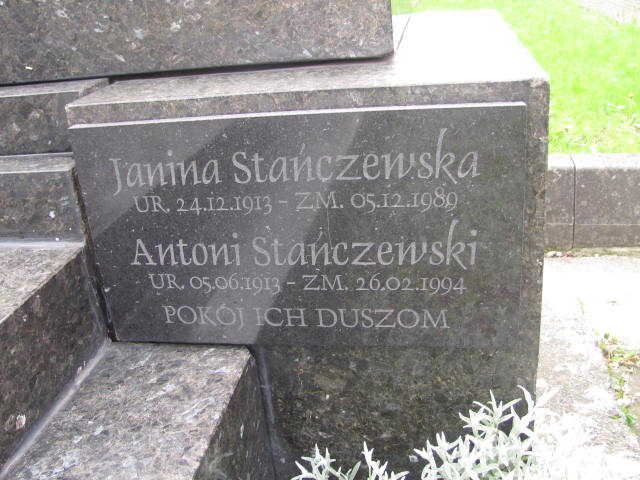 Janina Stańczewska
UR. 24.12.1913 - ZM. 05.12.1989
Antoni Stańczewski
UR. 05.06.1913 - ZM. 26.02.1994
POKÓJ ICH DUSZOM